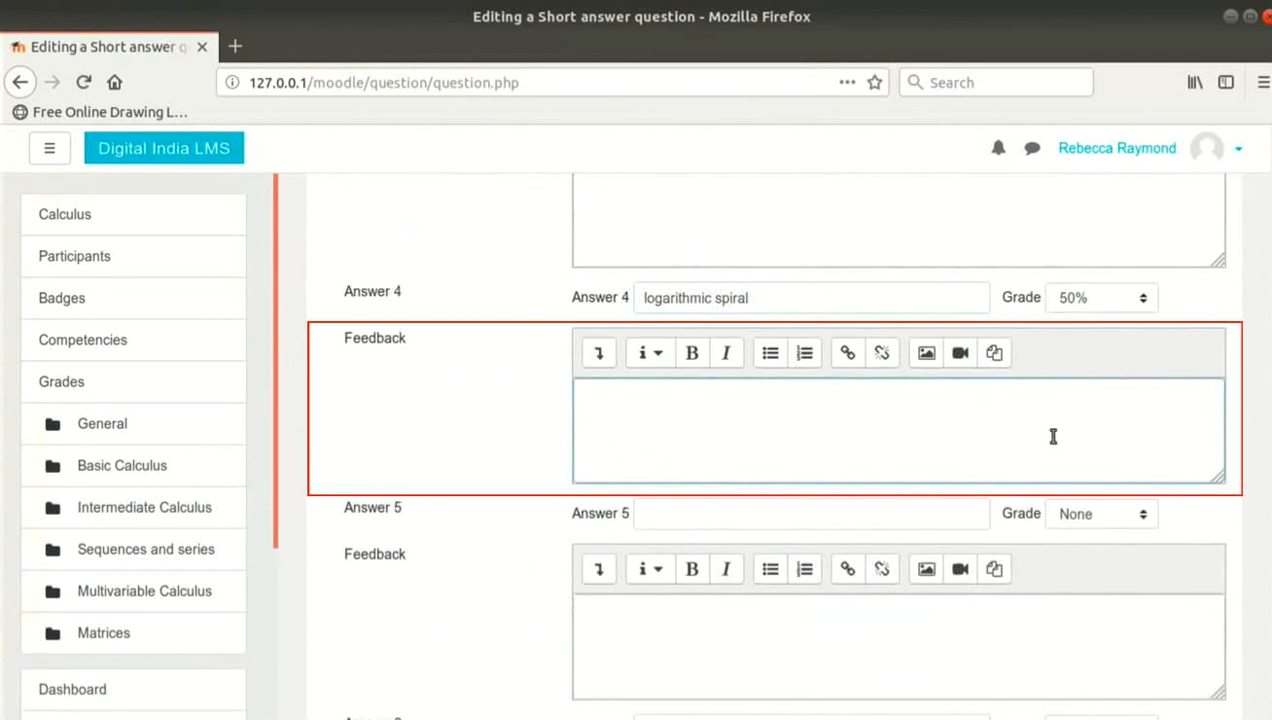 Editing a Short answer question - Mozilla Firefox
Editing a Short answer q
127.0.0.1/moodle/question/question.php
Search
Free Online Drawing L...
Digital India LMS
Rebecca Raymond
Calculus
Participants
Badges
Competencies
Grades
General
Basic Calculus
Intermediate Calculus
Sequences and series
Multivariable Calculus
Matrices
Dashboard
Answer 4
Answer 4 logarithmic spiral Grade 50%
Feedback
i B I
Answer 5
Answer 5 Grade None
Feedback
i B I